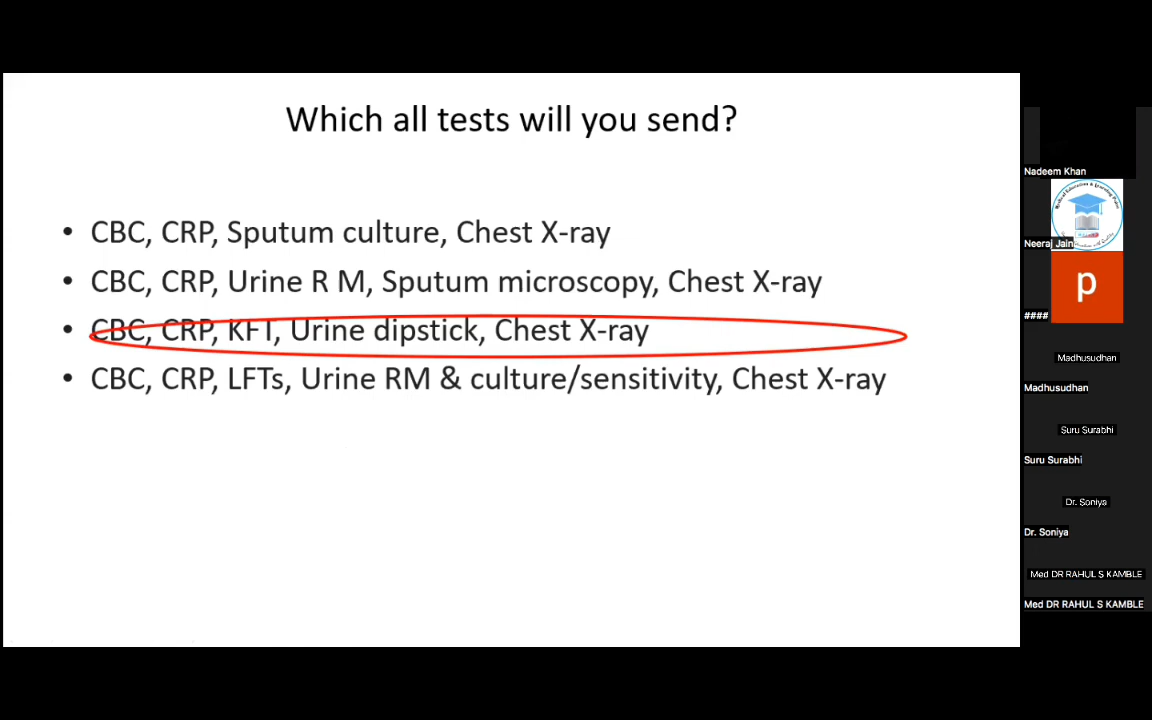 Which all tests will you send?
• CBC, CRP, Sputum culture, Chest X-ray
• CBC, CRP, Urine R M, Sputum microscopy, Chest X-ray
• CBC, CRP, KFT, Urine dipstick, Chest X-ray
• CBC, CRP, LFTs, Urine RM & culture/sensitivity, Chest X-ray
Nadeem Khan
Neeraj Jain
p
####
Madhusudhan
Madhusudhan
Suru Surabhi
Suru Surabhi
Dr. Soniya
Dr. Soniya
Med DR RAHUL S KAMBLE
Med DR RAHUL S KAMBLE